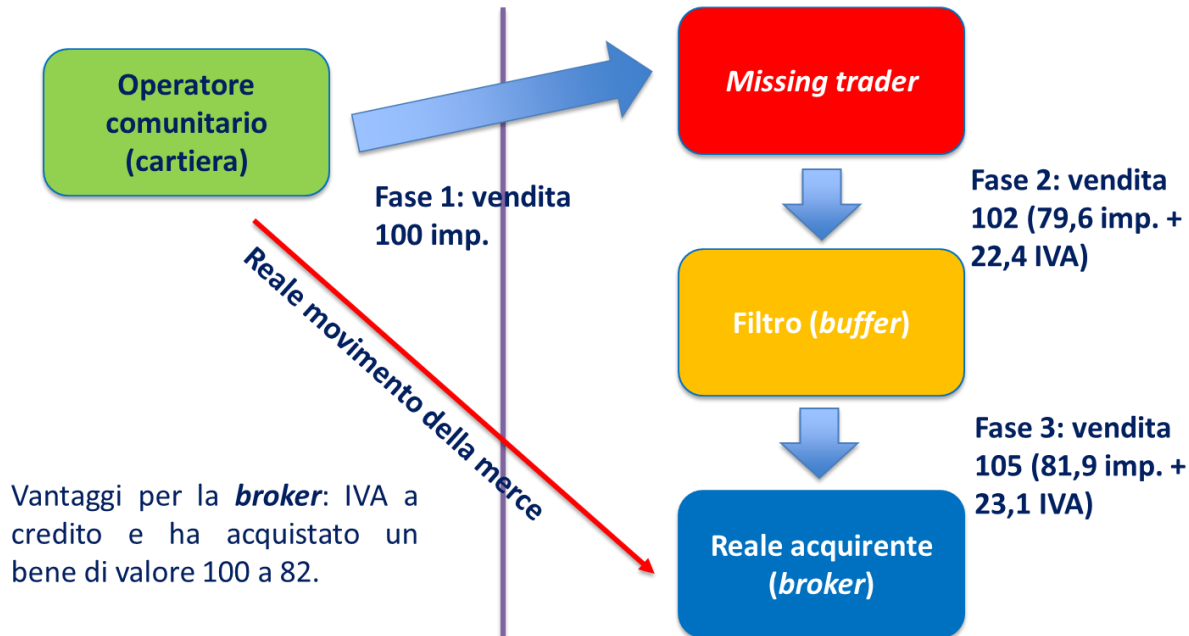 Operatore
comunitario
(cartiera)
Missing trader
Fase 1: vendita
100 imp.
Fase 2: vendita
102 (79,6 imp. +
22,4 IVA)
Reale movimento della merce
Filtro (buffer)
Fase 3: vendita
105 (81,9 imp. +
23,1 IVA)
Vantaggi per la broker: IVA a
credito e ha acquistato un
bene di valore 100 a 82.
Reale acquirente
(broker)